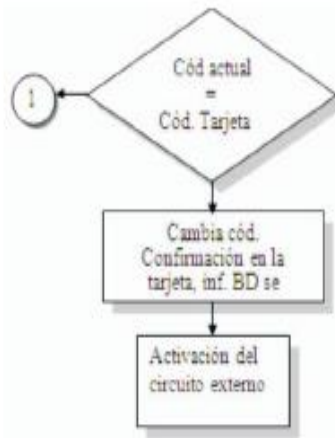 Cód actual
=
Cód. Tarjeta
1
Cambia cód.
Confirmación en la
tarjeta, inf. BD se
Activación del
circuito externo